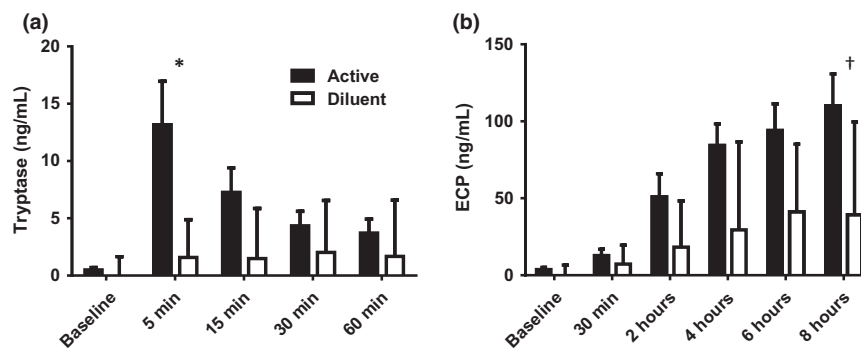 (a)
20
15
10
5
0
Tryptase (ng/mL)
*
Active
Diluent
Baseline
5 min
15 min
30 min
60 min
(b)
150
100
50
0
ECP (ng/mL)
†
Baseline
30 min
2 hours
4 hours
6 hours
8 hours